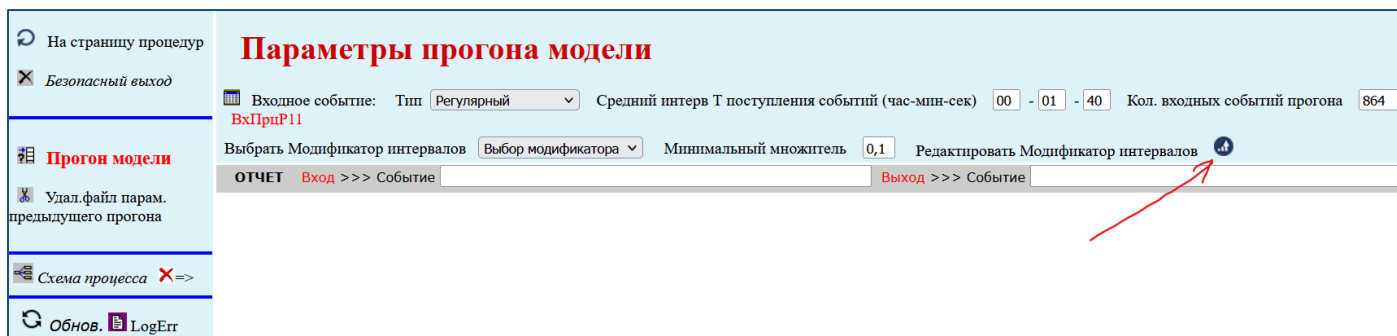 На страницу процедур
Безопасный выход
Прогон модели
Удал.файл парам.
предыдущего прогона
Схема процесса =>
Обнов. LogErr
Параметры прогона модели
Входное событие: Тип Регулярный Средний интерв Т поступления событий (час-мин-сек) 00 - 01 - 40 Кол. входных событий прогона 864
ВхПрцР11
Выбрать Модификатор интервалов Выбор модификатора Минимальный множитель 0,1 Редактировать Модификатор интервалов
ОТЧЕТ Вход >>> Событие Выход >>> Событие